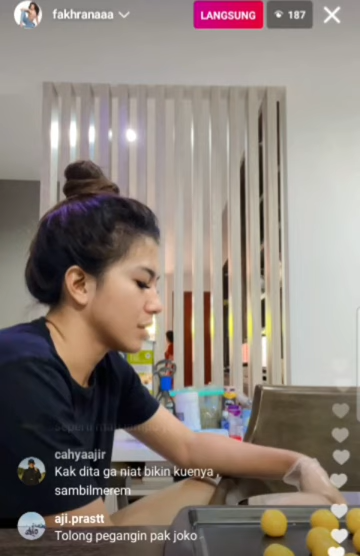 fakhranaaa
LANGSUNG
187
cahyaajir
Kak dita ga niat bikin kuenya ,
sambilmerem
aji.prastt
Tolong pegangin pak joko